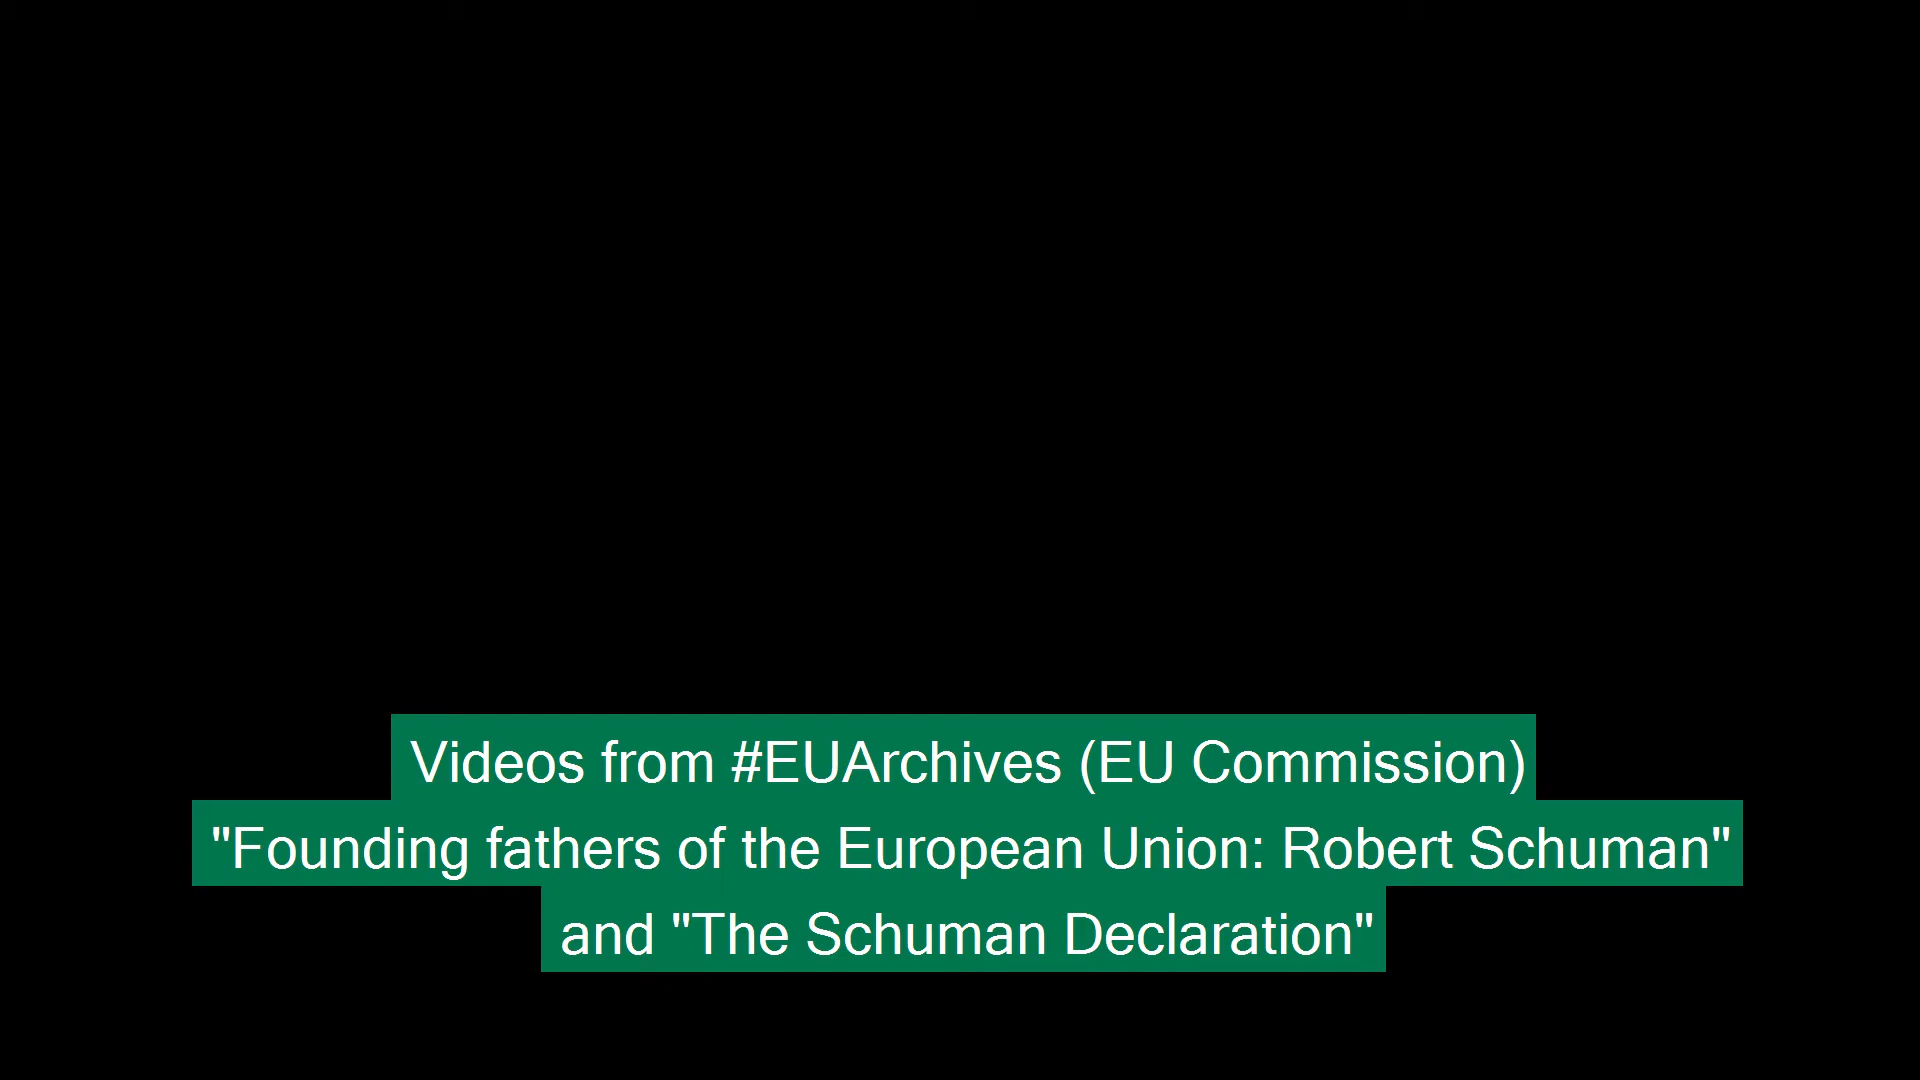 Videos from #EUArchives (EU Commission)
"Founding fathers of the European Union: Robert Schuman"
and "The Schuman Declaration"